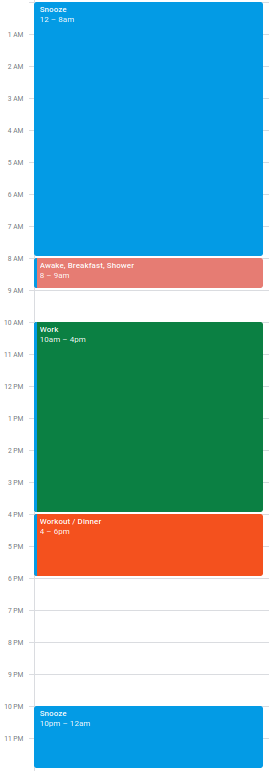 Snooze
12 – 8am
1 AM
2 AM
3 AM
4 AM
5 AM
6 AM
7 AM
8 AM
Awake, Breakfast, Shower
8 – 9am
9 AM
10 AM
Work
10am – 4pm
11 AM
12 PM
1 PM
2 PM
3 PM
4 PM
Workout / Dinner
4 – 6pm
5 PM
6 PM
7 PM
8 PM
9 PM
10 PM
Snooze
10pm – 12am
11 PM